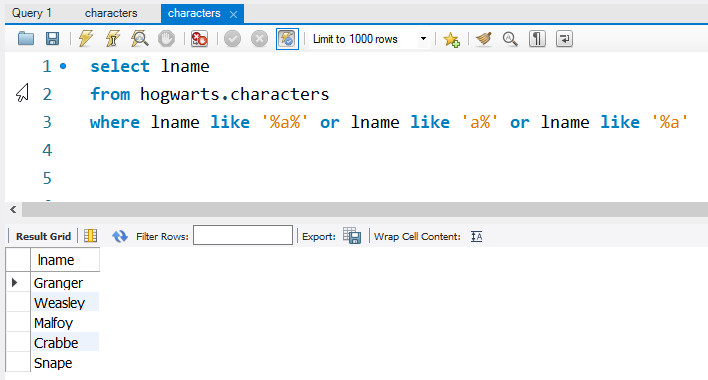 Query 1 characters characters
Limit to 1000 rows
1 select lname
2 from hogwarts.characters
3 where lname like '%a%' or lname like 'a%' or lname like '%a'
4
5
Result Grid Filter Rows: Export: Wrap Cell Content: IA
lname
Granger
Weasley
Malfoy
Crabbe
Snape